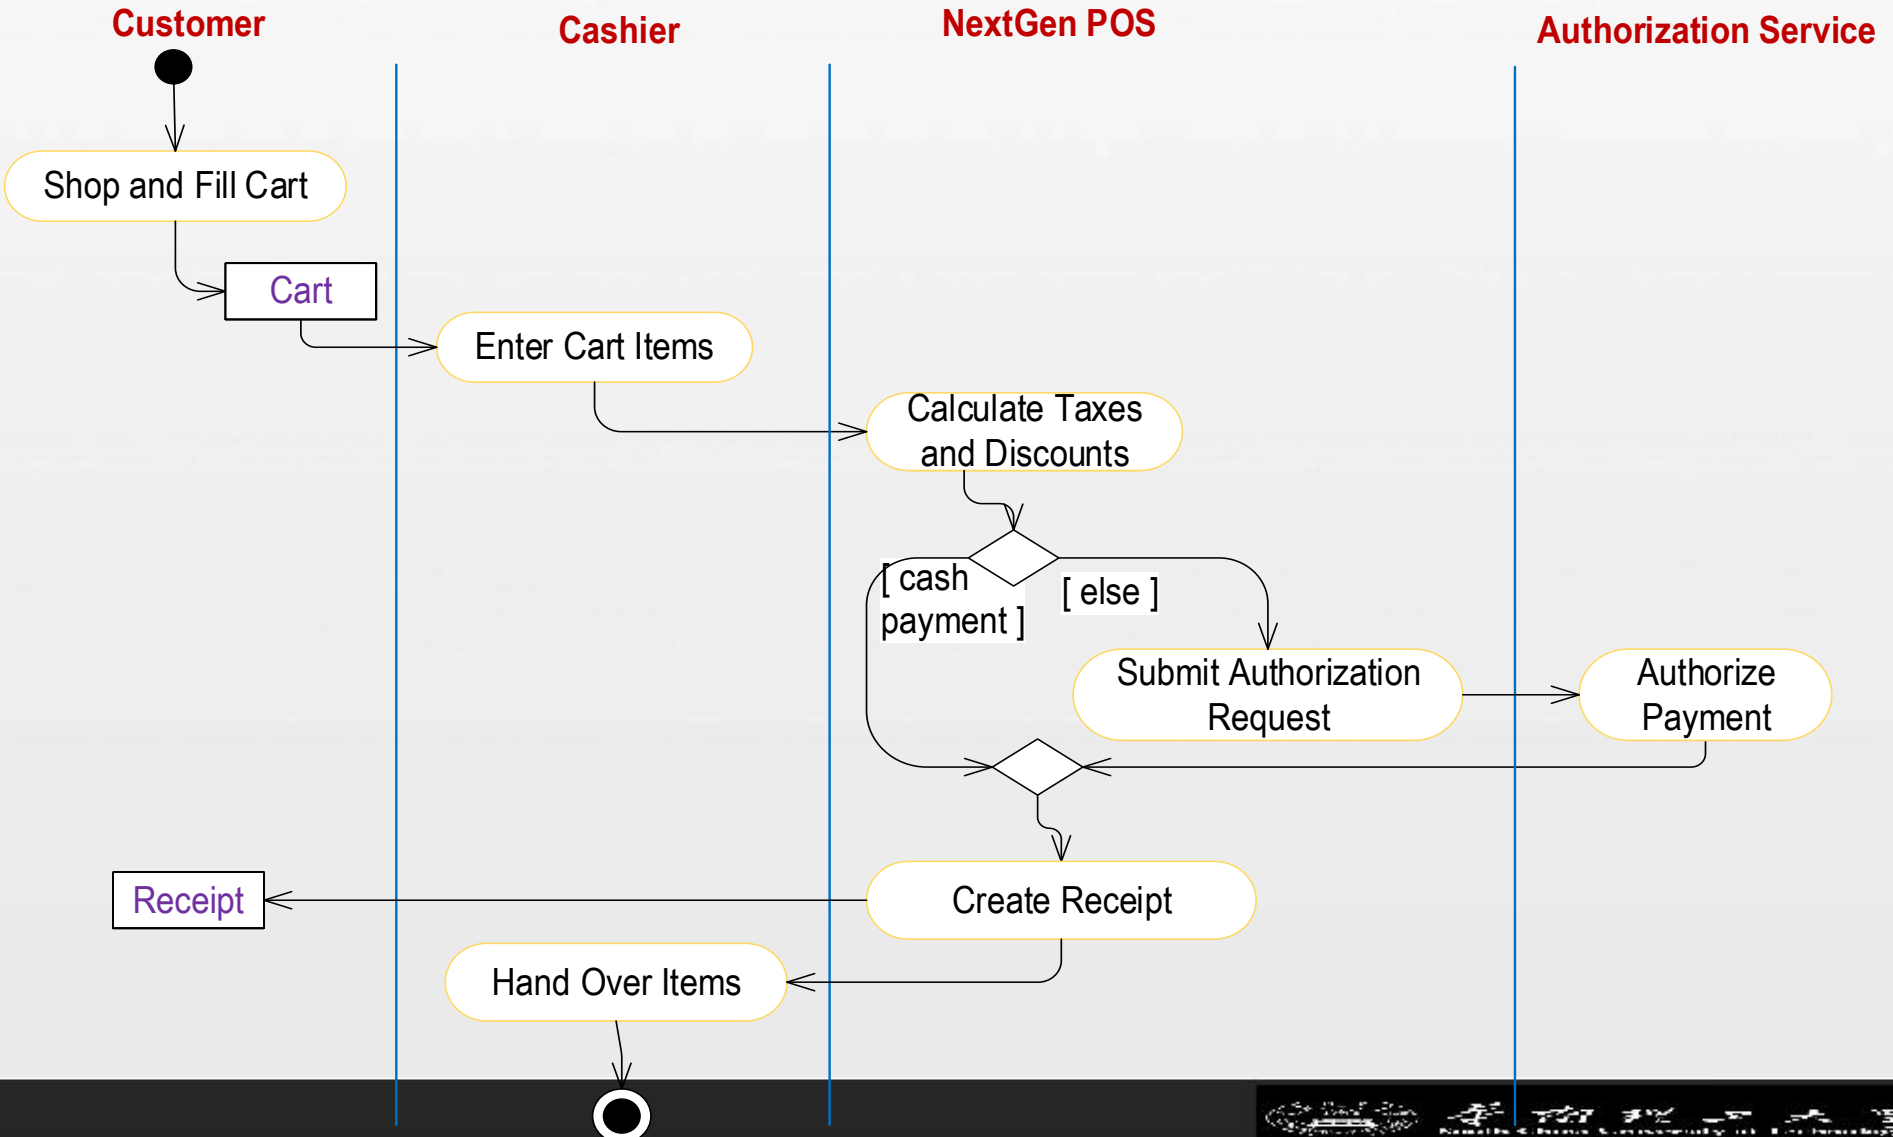 Customer
Cashier
NextGen POS
Authorization Service
Shop and Fill Cart
Cart
Enter Cart Items
Calculate Taxes
and Discounts
[ cash
payment ]
[ else ]
Submit Authorization
Request
Authorize
Payment
Create Receipt
Receipt
Hand Over Items